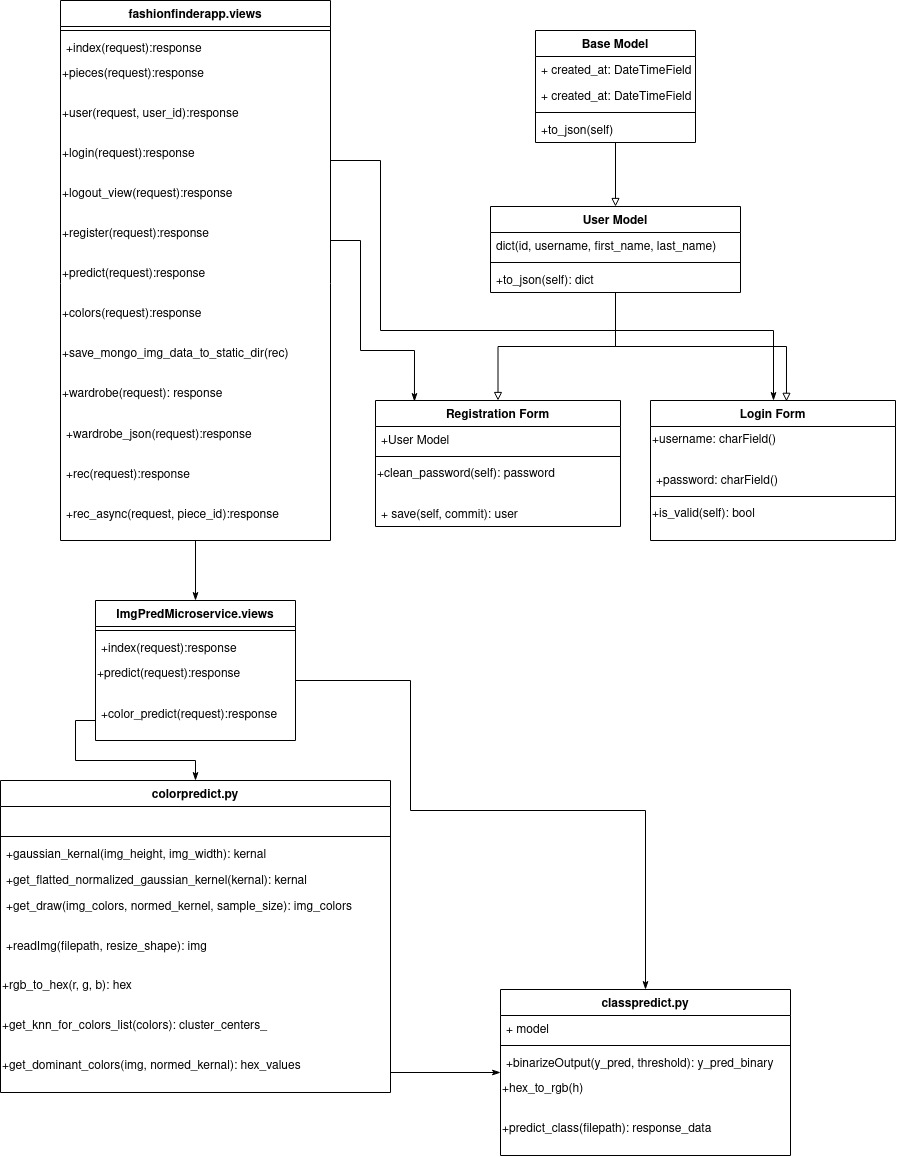 fashionfinderapp.views
+index(request):response
+pieces(request):response
+user(request, user_id):response
+login(request):response
+logout_view(request):response
+register(request):response
+predict(request):response
+colors(request):response
+save_mongo_img_data_to_static_dir(rec)
+wardrobe(request): response
+wardrobe_json(request):response
+rec(request):response
+rec_async(request, piece_id):response
Base Model
+ created_at: DateTimeField
+ created_at: DateTimeField
+to_json(self)
User Model
dict(id, username, first_name, last_name)
+to_json(self): dict
Registration Form
+User Model
+clean_password(self): password
+ save(self, commit): user
Login Form
+username: charField()
+password: charField()
+is_valid(self): bool
ImgPredMicroservice.views
+index(request):response
+predict(request):response
+color_predict(request):response
colorpredict.py
+gaussian_kernal(img_height, img_width): kernal
+get_flatted_normalized_gaussian_kernel(kernal): kernal
+get_draw(img_colors, normed_kernel, sample_size): img_colors
+readImg(filepath, resize_shape): img
+rgb_to_hex(r, g, b): hex
+get_knn_for_colors_list(colors): cluster_centers_
+get_dominant_colors(img, normed_kernal): hex_values
classpredict.py
+ model
+binarizeOutput(y_pred, threshold): y_pred_binary
+hex_to_rgb(h)
+predict_class(filepath): response_data